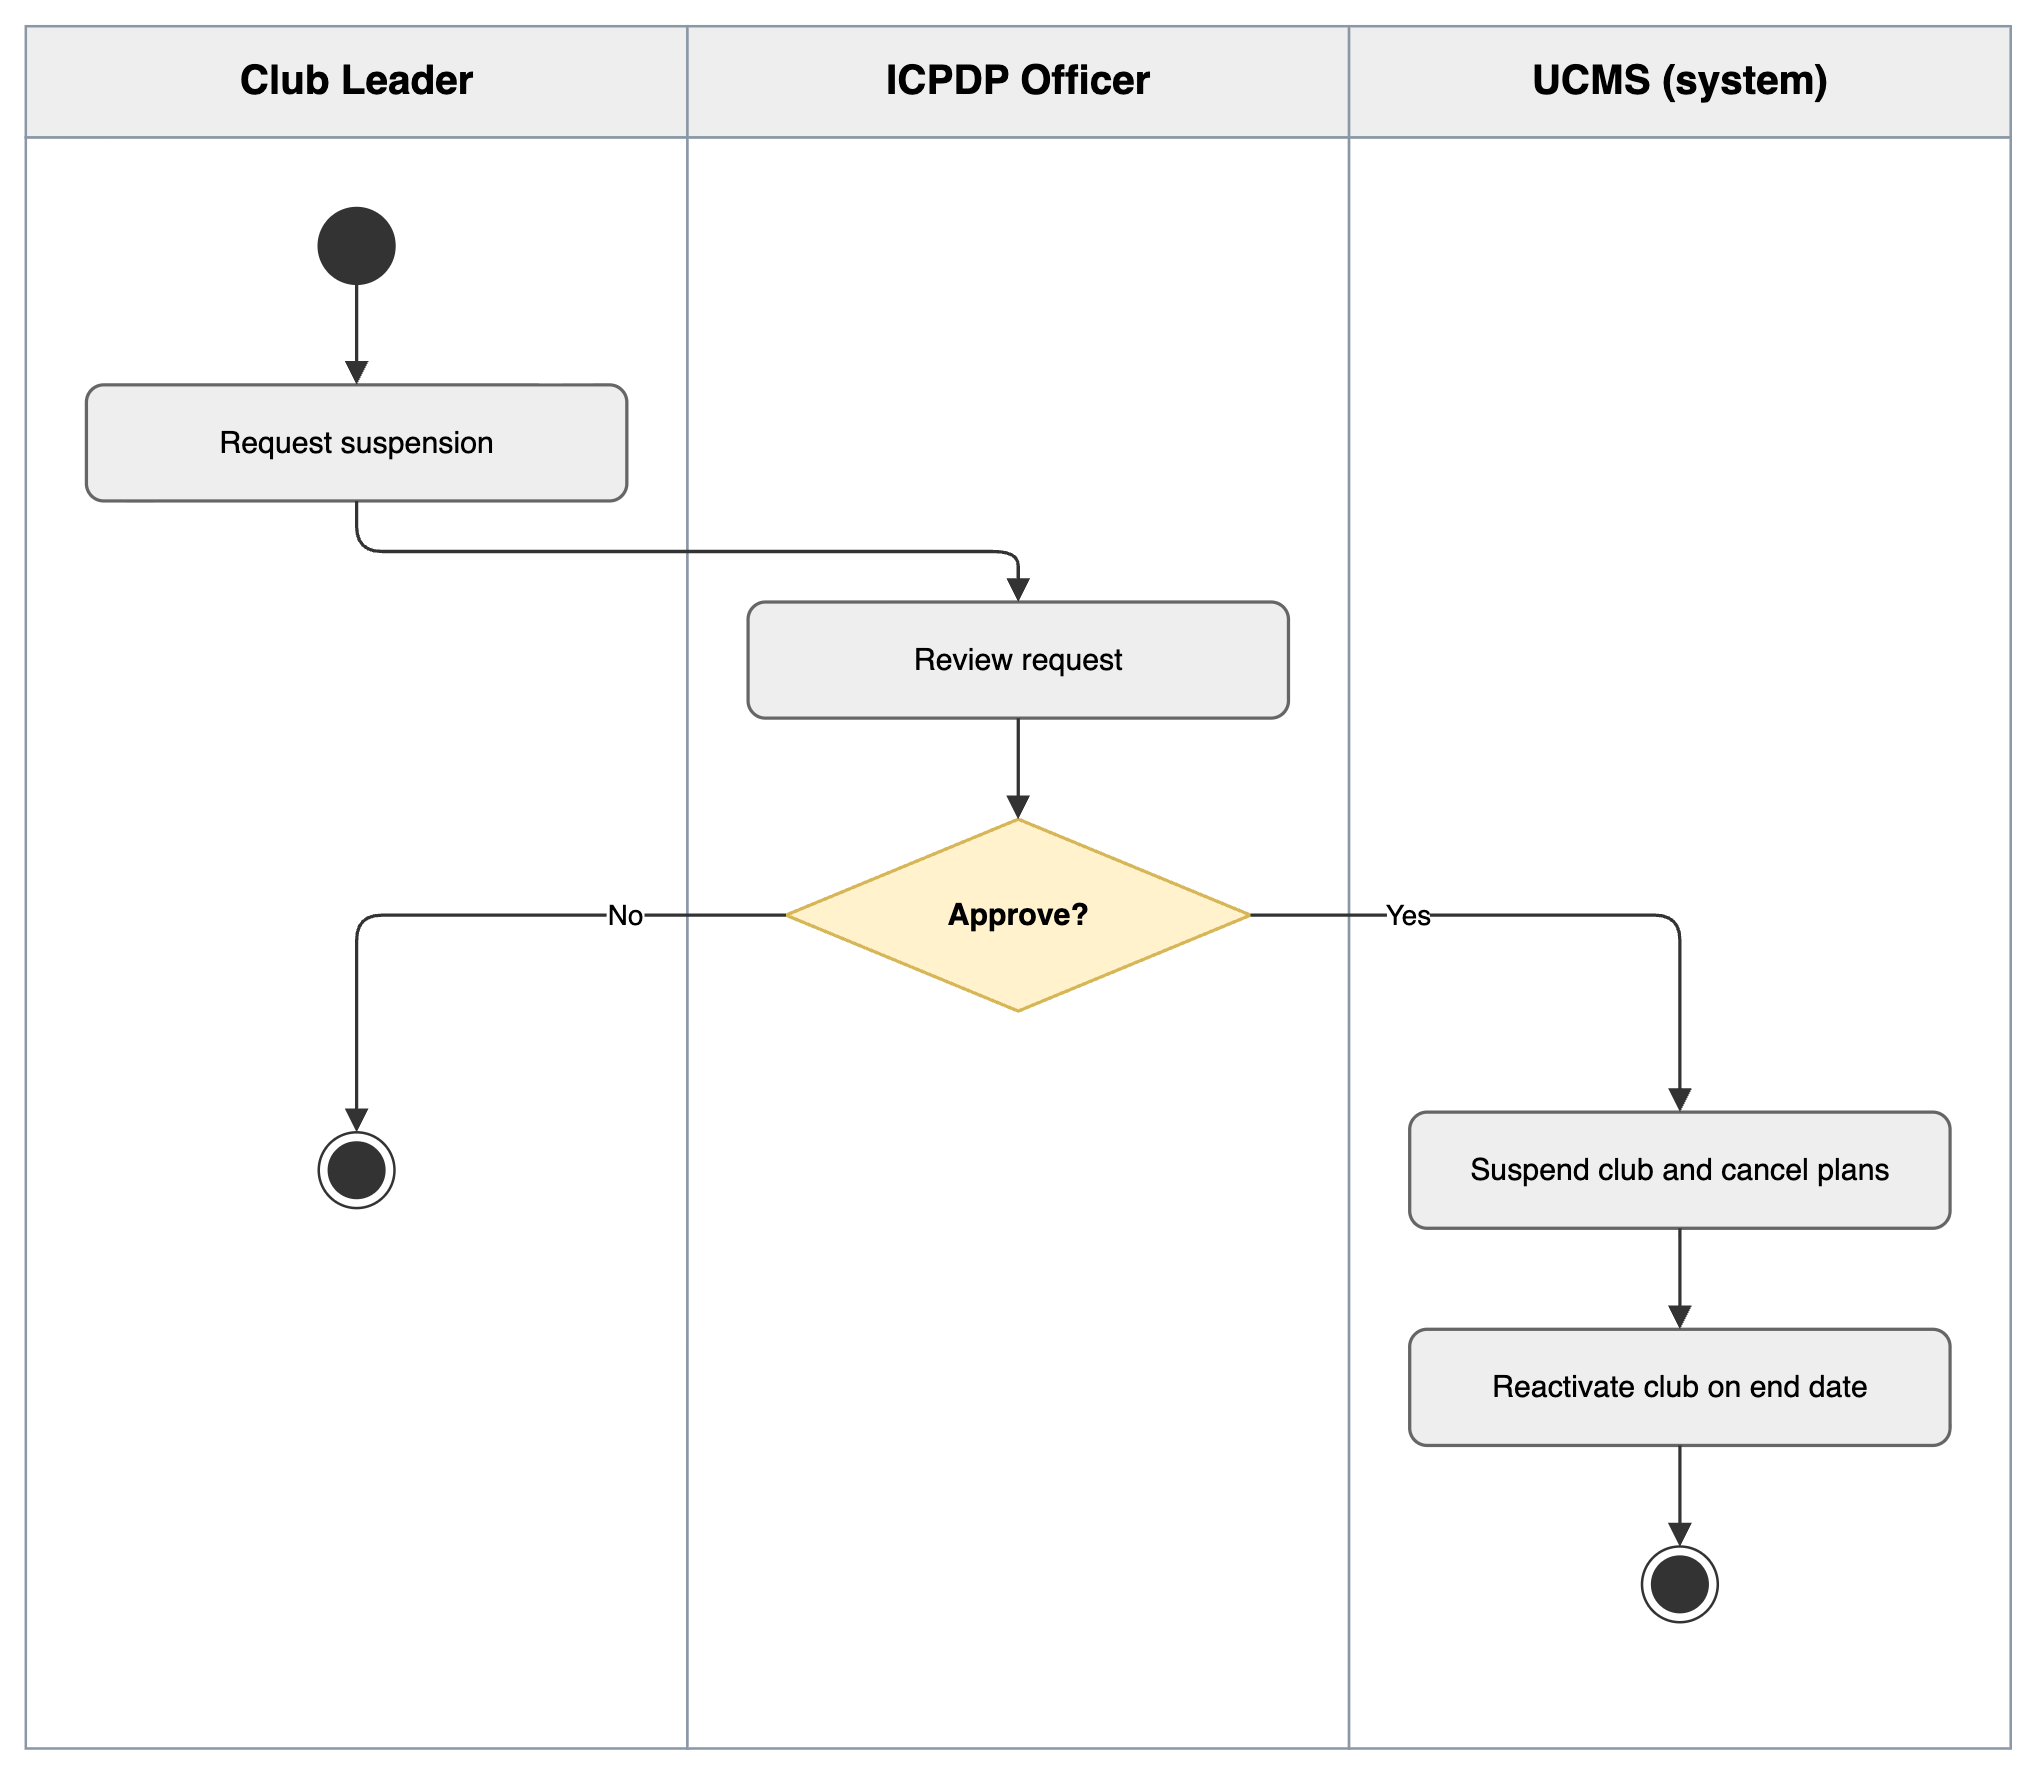 Club Leader
ICPDP Officer
UCMS (system)
Request suspension
Review request
Approve?
No
Yes
Suspend club and cancel plans
Reactivate club on end date